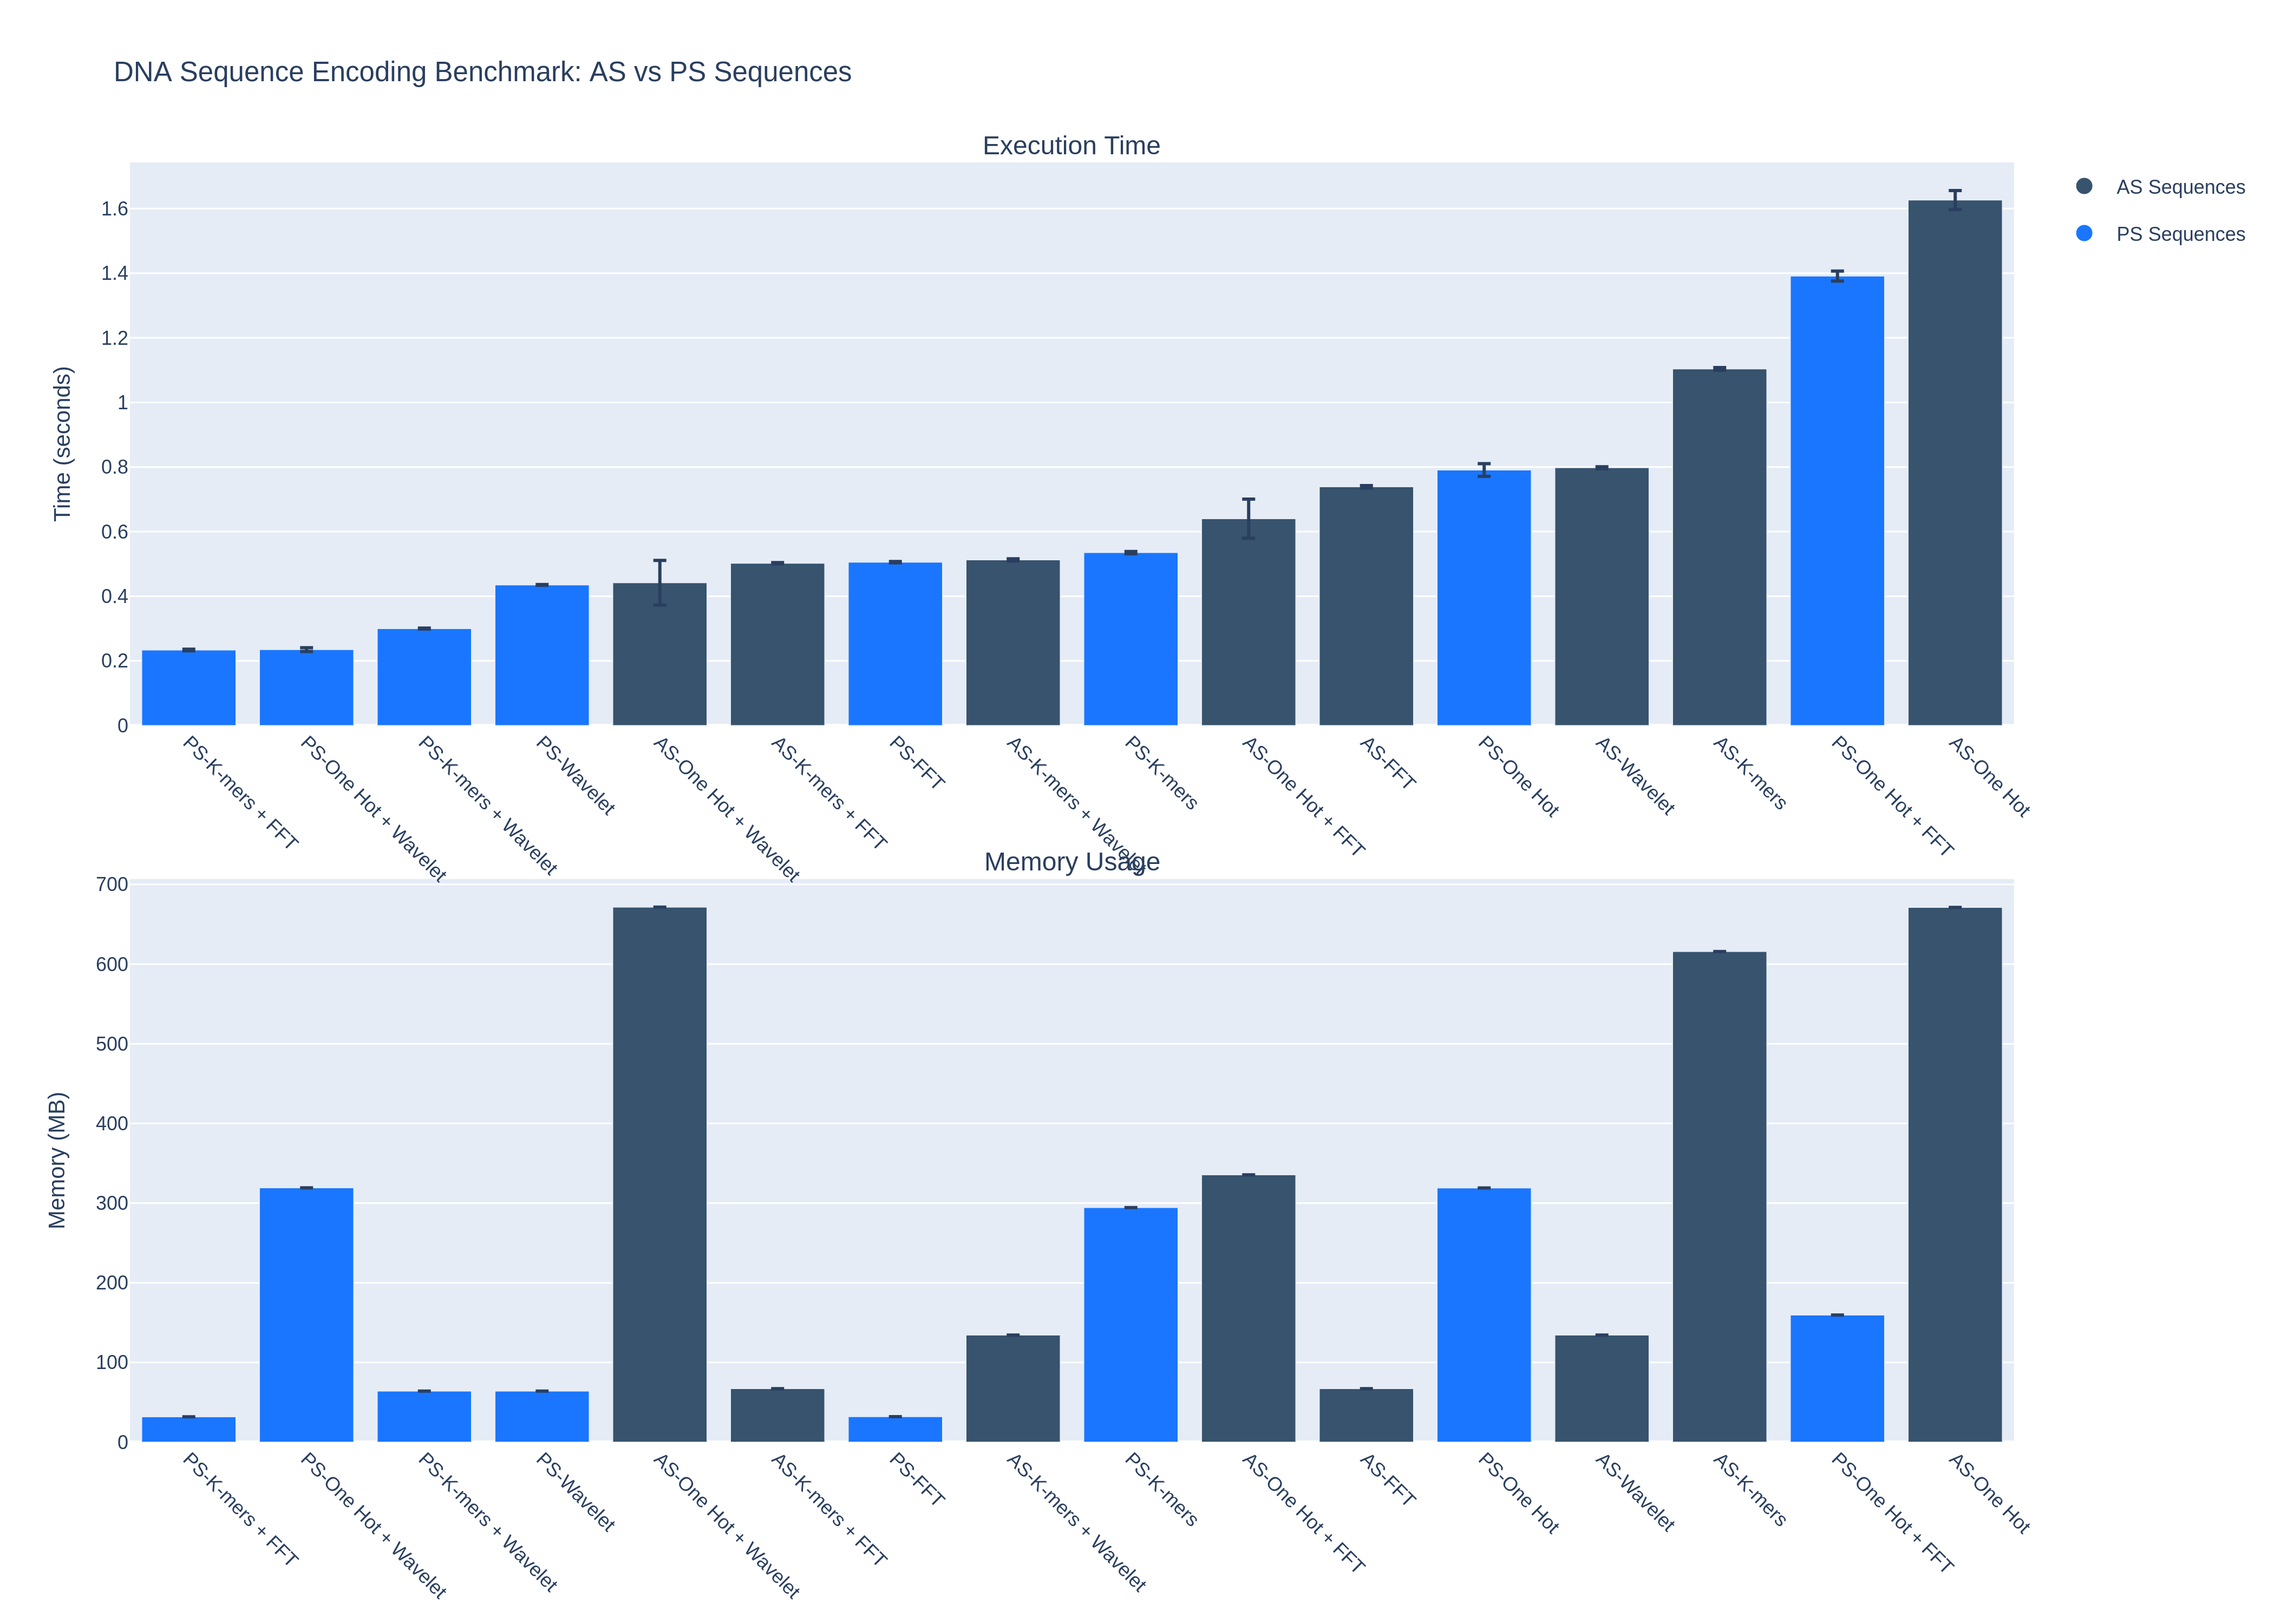 DNA Sequence Encoding Benchmark: AS vs PS Sequences
Execution Time
AS Sequences
PS Sequences
Time (seconds)
1.6
1.4
1.2
1
0.8
0.6
0.4
0.2
0
PS-K-mers + FFT
PS-One Hot + Wavelet
PS-K-mers + Wavelet
PS-Wavelet
AS-One Hot + Wavelet
AS-K-mers + FFT
PS-FFT
AS-K-mers + Wavelet
PS-K-mers
AS-One Hot + FFT
AS-FFT
PS-One Hot
AS-Wavelet
AS-K-mers
PS-One Hot + FFT
AS-One Hot
Memory Usage
Memory (MB)
700
600
500
400
300
200
100
0
PS-K-mers + FFT
PS-One Hot + Wavelet
PS-K-mers + Wavelet
PS-Wavelet
AS-One Hot + Wavelet
AS-K-mers + FFT
PS-FFT
AS-K-mers + Wavelet
PS-K-mers
AS-One Hot + FFT
AS-FFT
PS-One Hot
AS-Wavelet
AS-K-mers
PS-One Hot + FFT
AS-One Hot